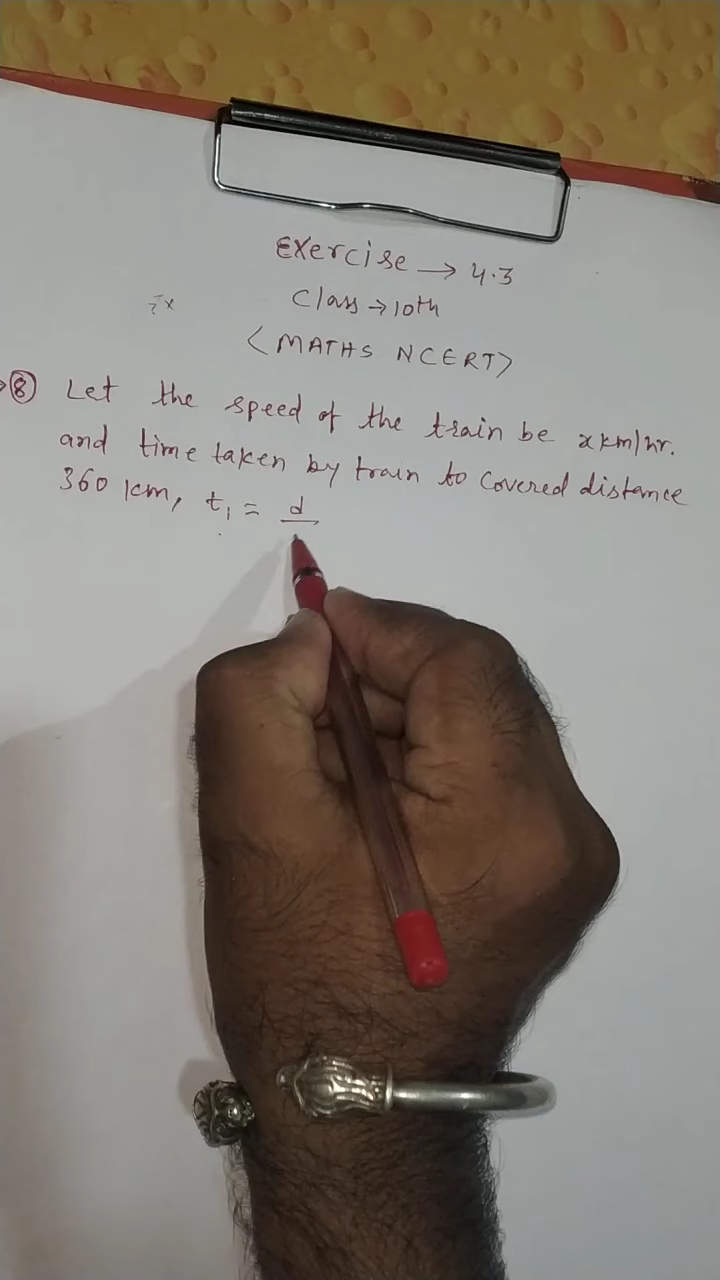 Exercise → 4.3
Ex
Class → 10th
<MATHS NCERT>
→ 8 Let the speed of the train be x km/hr.
and time taken by train to covered distance
360 km, t₁ = d